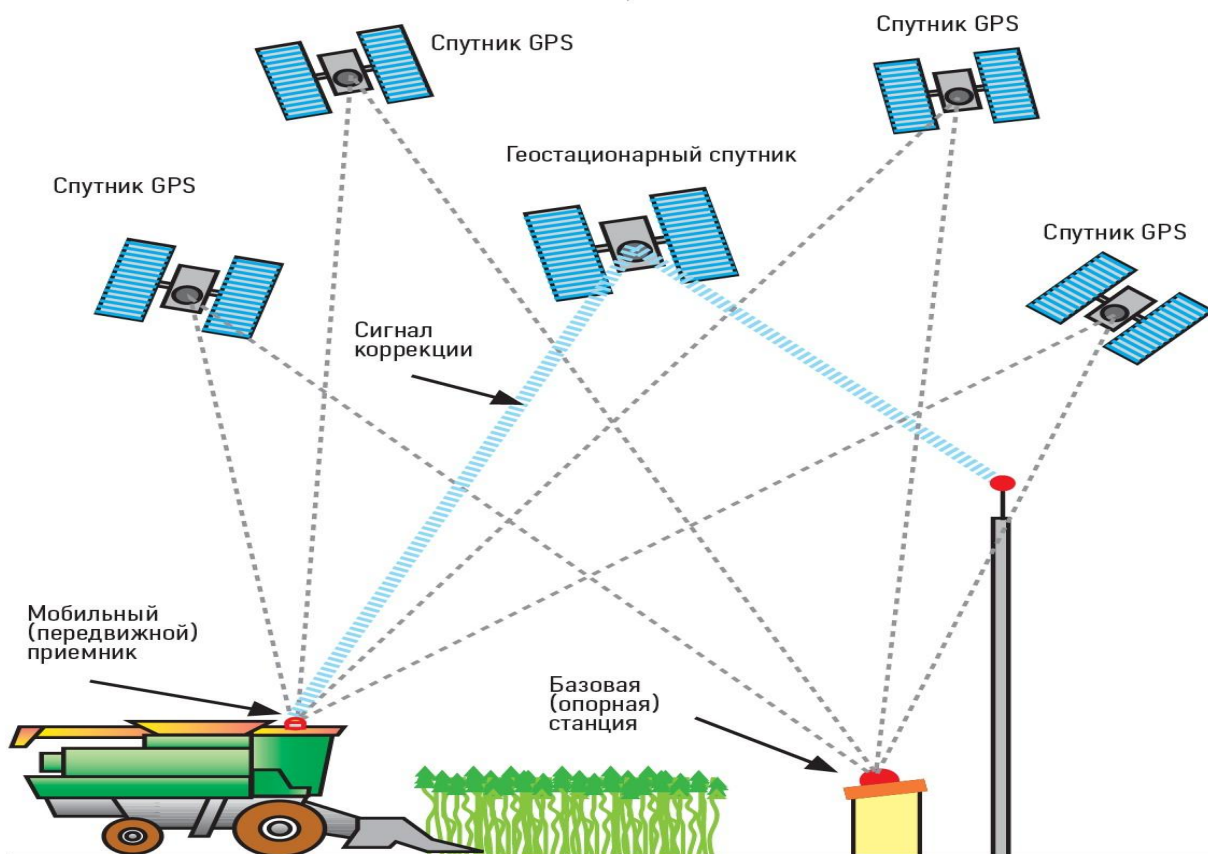 Спутник GPS
Спутник GPS
Геостационарный спутник
Спутник GPS
Спутник GPS
Сигнал
коррекции
Мобильный
(передвижной)
приемник
Базовая
(опорная)
станция